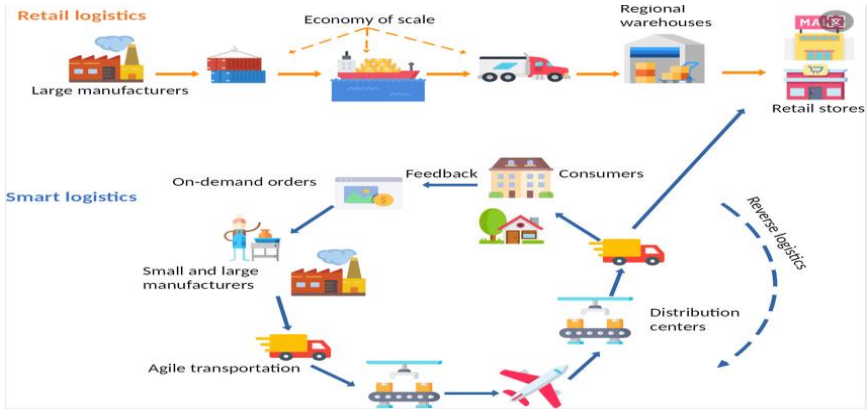 Retail logistics
Economy of scale
Regional
warehouses
Large manufacturers
Retail stores
Smart logistics
On-demand orders
Feedback
Consumers
Reverse logistics
Small and large
manufacturers
Distribution
centers
Agile transportation